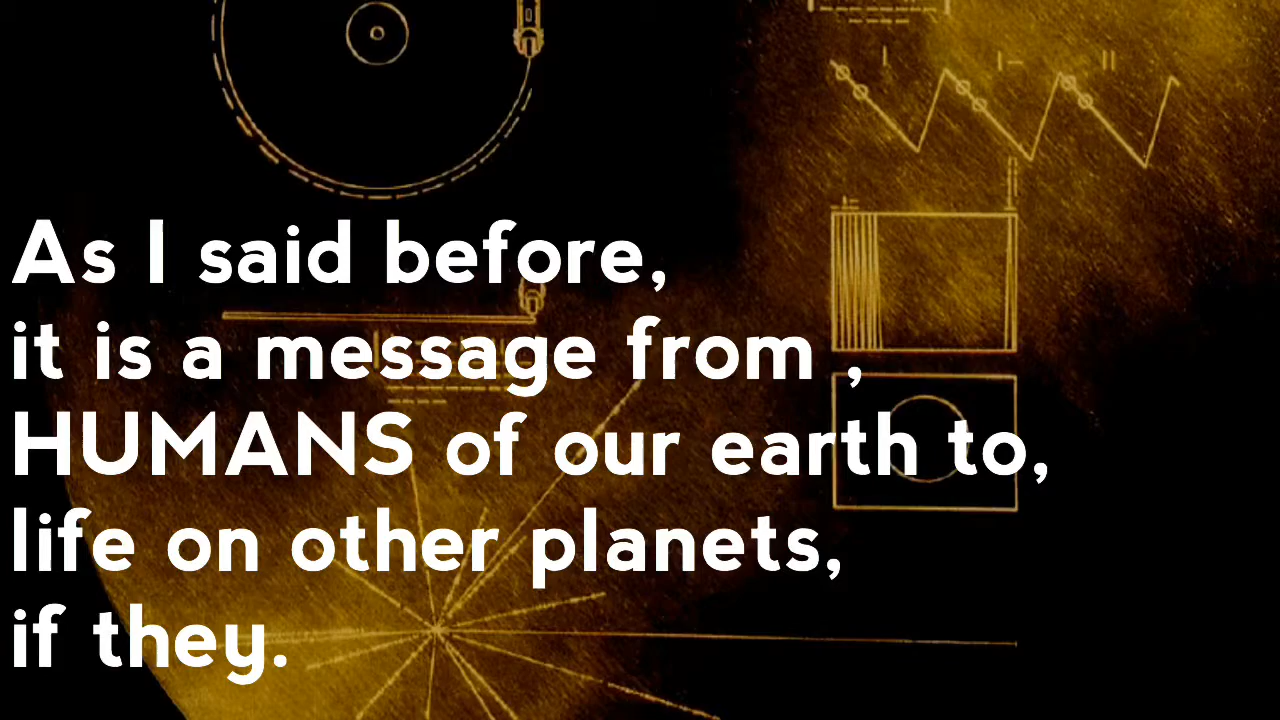 As I said before,
it is a message from ,
HUMANS of our earth to,
life on other planets,
if they.